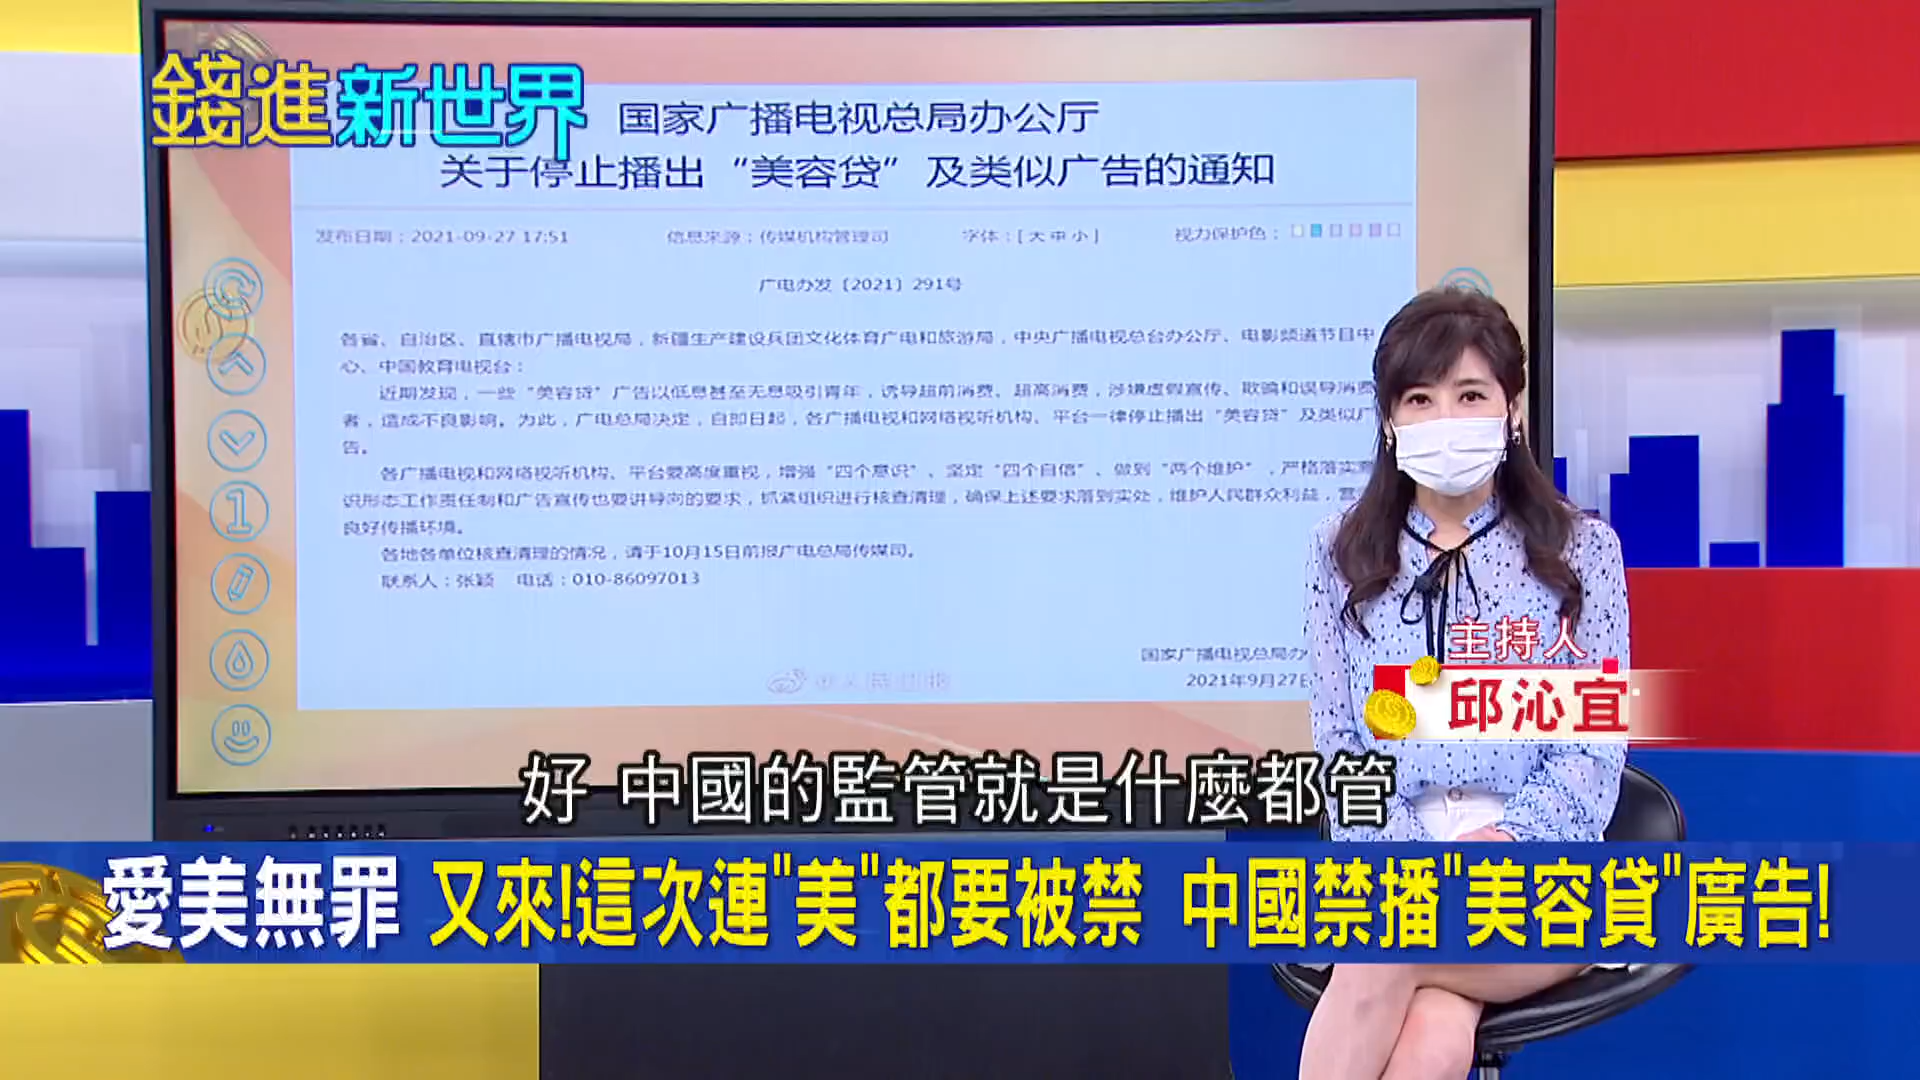 錢進新世界
国家广播电视总局办公厅
关于停止播出“美容贷”及类似广告的通知
发布日期：2021-09-27 17:51 信息来源：传媒机构管理司 字体：[大 中 小] 视力保护色：
广电办发〔2021〕291号
各省、自治区、直辖市广播电视局，新疆生产建设兵团文化体育广电和旅游局，中央广播电视总台办公厅、电影频道节目中
心、中国教育电视台：
近期发现，一些“美容贷”广告以低息甚至无息吸引青年，诱导超前消费、超高消费，涉嫌虚假宣传、欺骗和误导消费
者，造成不良影响。为此，广电总局决定，自即日起，各广播电视和网络视听机构、平台一律停止播出“美容贷”及类似广
告。
各广播电视和网络视听机构、平台要高度重视，增强“四个意识”、坚定“四个自信”、做到“两个维护”，严格落实意
识形态工作责任制和广告宣传也要讲导向的要求，抓紧组织进行核查清理，确保上述要求落到实处，维护人民群众利益，营
良好传播环境。
各地各单位核查清理的情况，请于10月15日前报广电总局传媒司。
联系人：张颖 电话：010-86097013
国家广播电视总局办
2021年9月27日
1
主持人
邱沁宜
好 中國的監管就是什麼都管
愛美無罪 又來!這次連"美"都要被禁 中國禁播"美容貸"廣告!